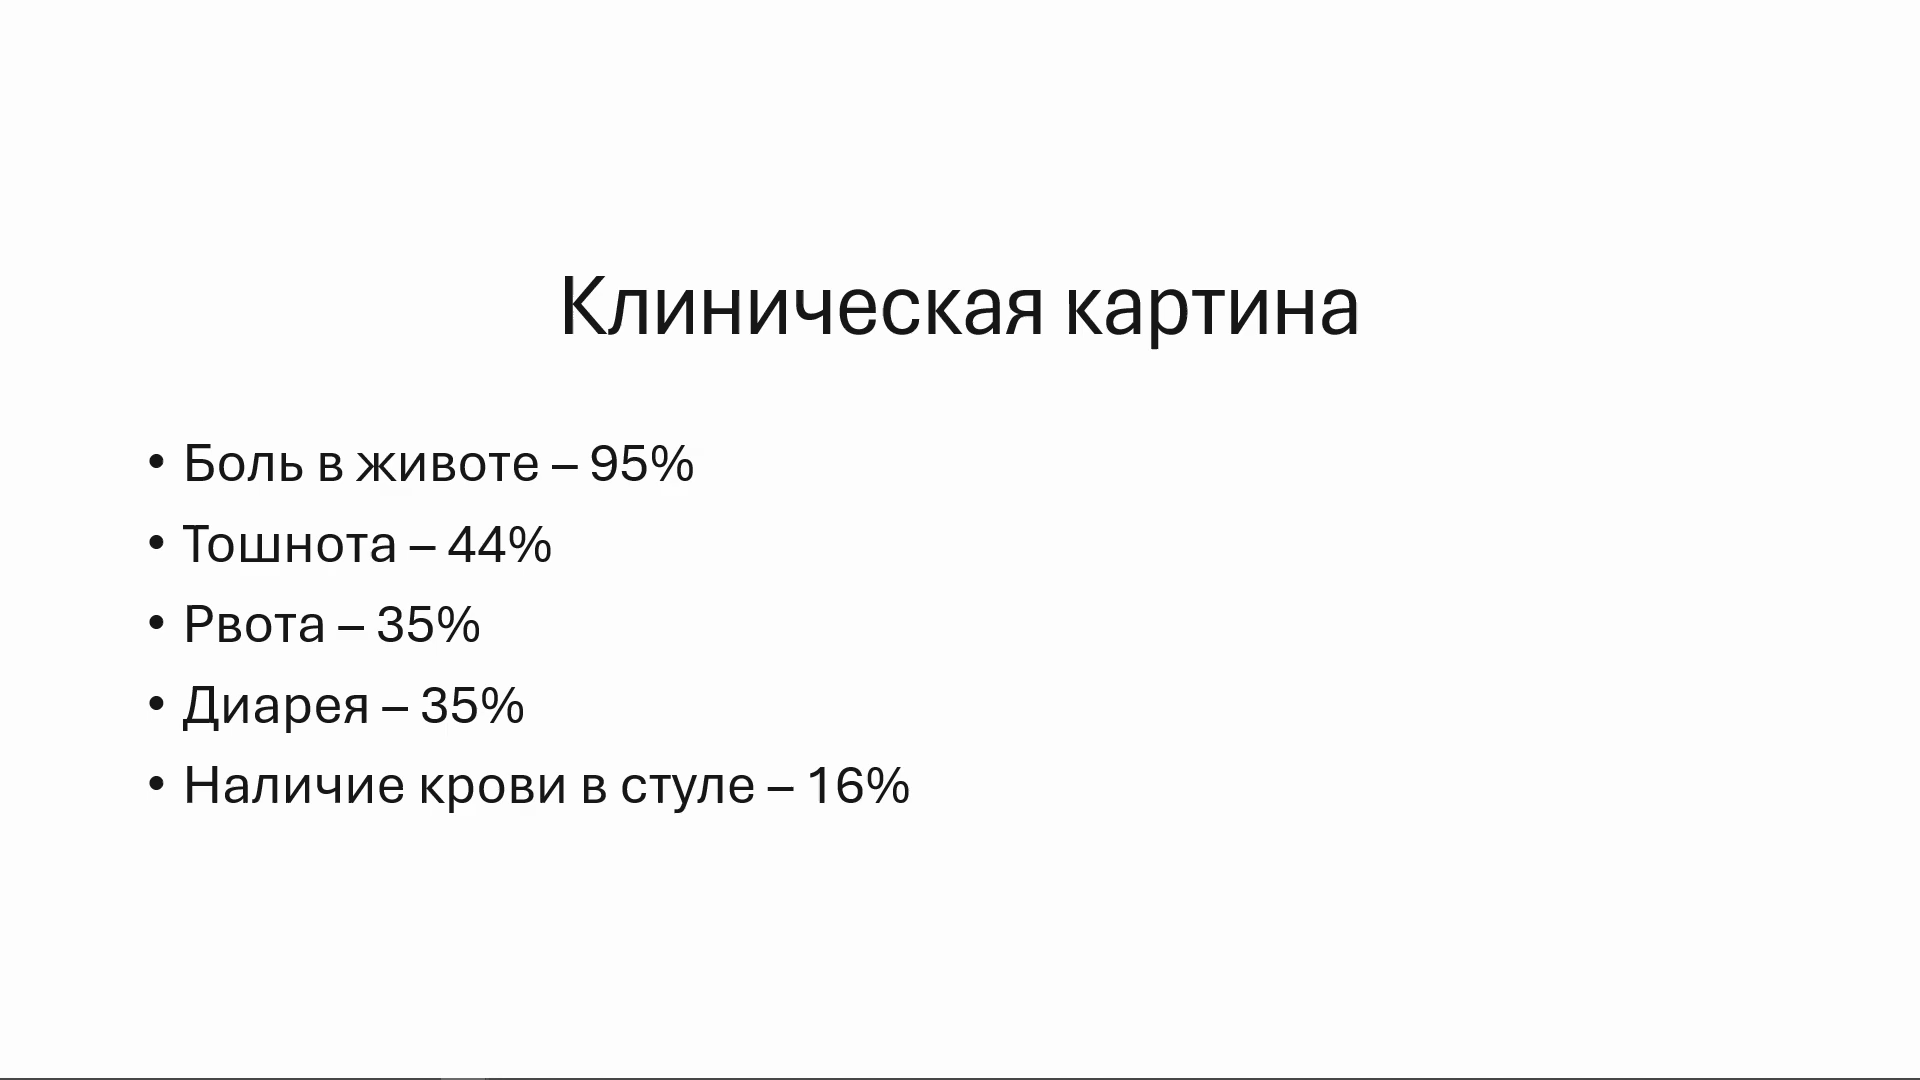 Клиническая картина
• Боль в животе – 95%
• Тошнота – 44%
• Рвота – 35%
• Диарея – 35%
• Наличие крови в стуле – 16%